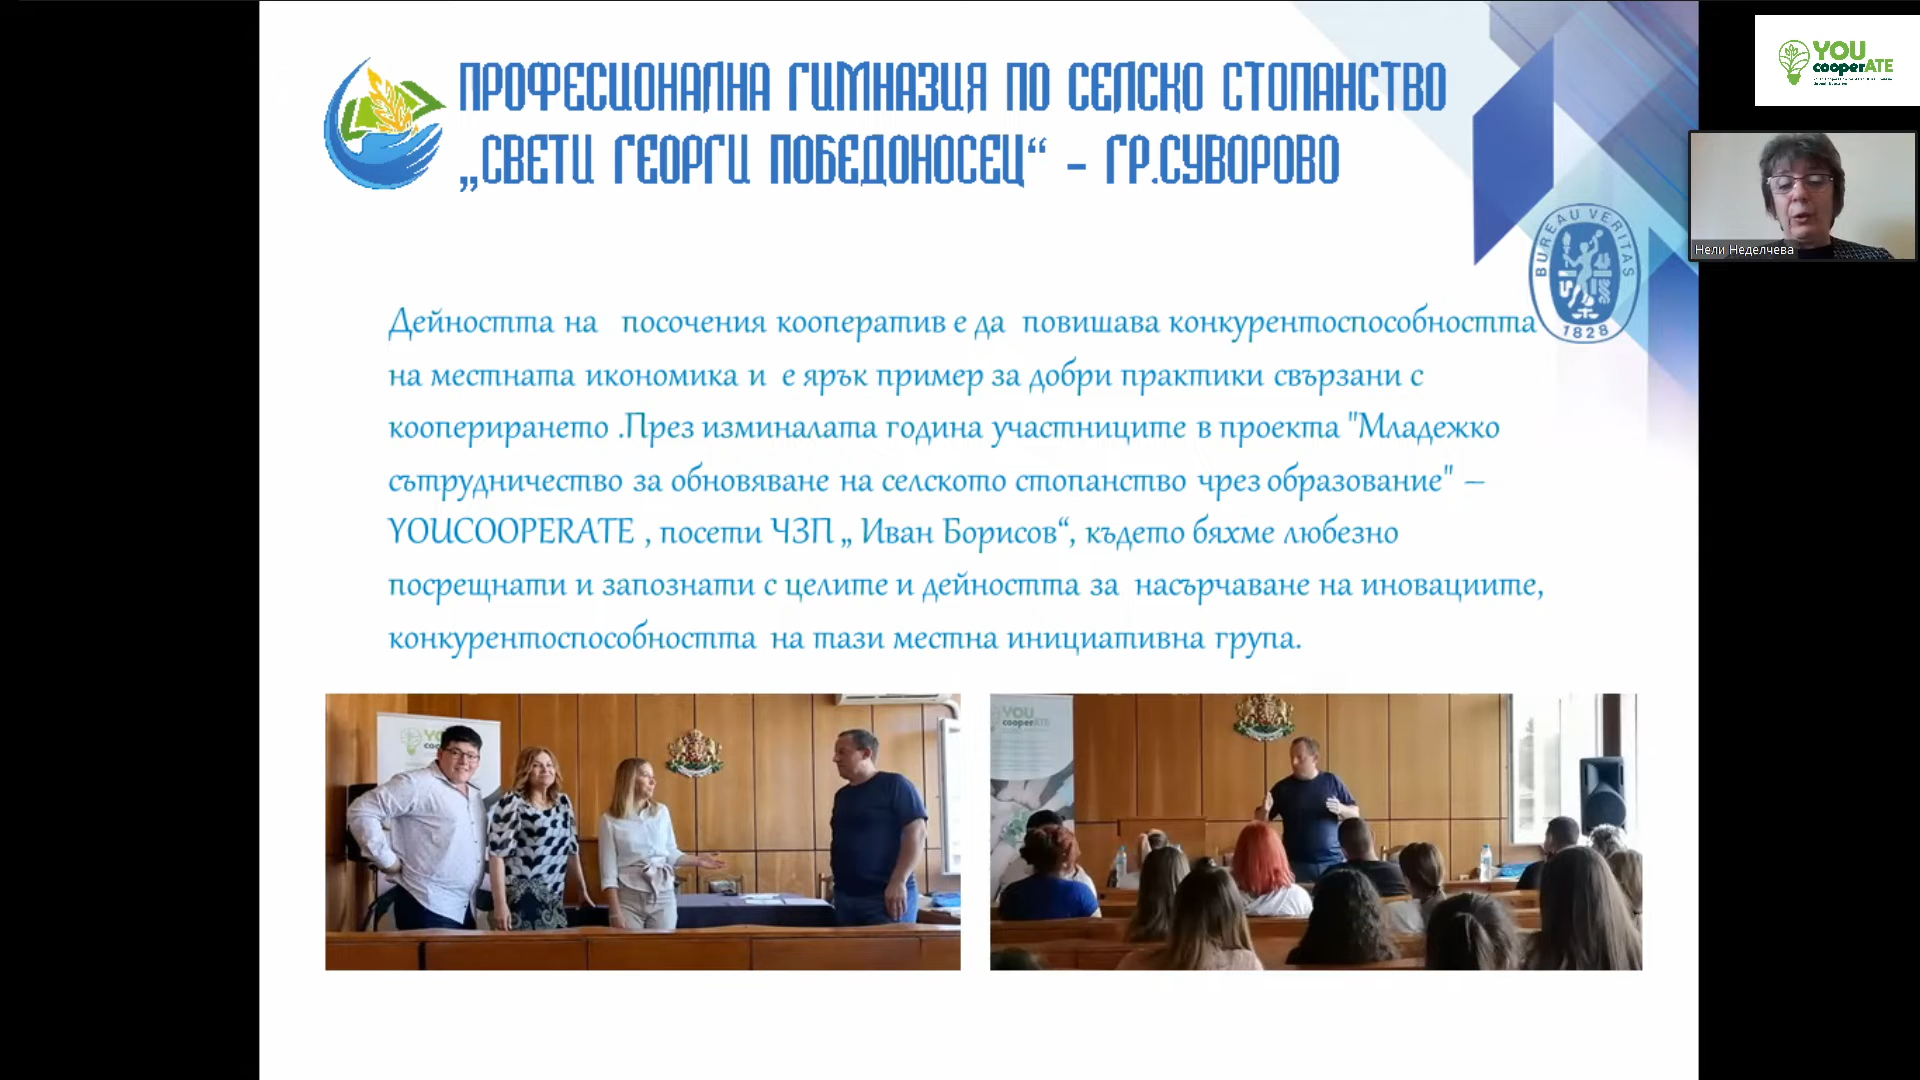 ПРОФЕСИОНАЛНА ГИМНАЗИЯ ПО СЕЛСКО СТОПАНСТВО
„СВЕТИ ГЕОРГИ ПОБЕДОНОСЕЦ“ - ГР.СУВОРОВО
YOU
cooperATE
BUREAU VERITAS
1828
Нели Неделчева
Дейността на посочения кооператив е да повишава конкурентоспособността
на местната икономика и е ярък пример за добри практики свързани с
кооперирането .През изминалата година участниците в проекта "Младежко
сътрудничество за обновяване на селското стопанство чрез образование" –
YOUCOOPERATE , посети ЧЗП „ Иван Борисов“, където бяхме любезно
посрещнати и запознати с целите и дейността за насърчаване на иновациите,
конкурентоспособността на тази местна инициативна група.
YOU
cooperATE